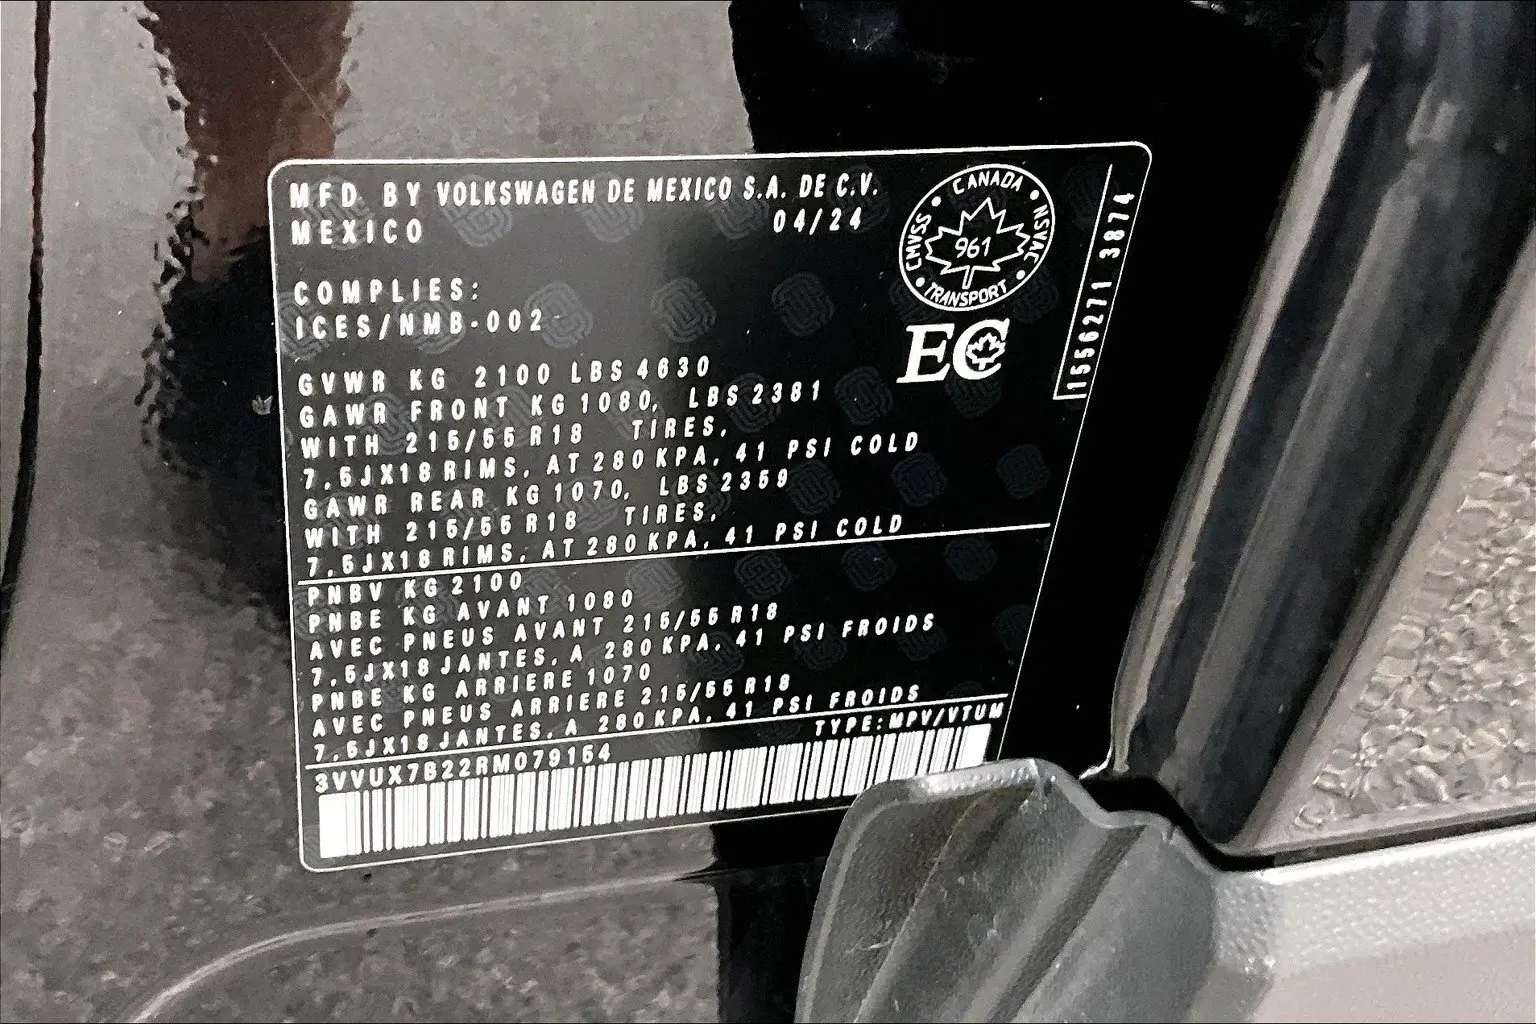 MFD BY VOLKSWAGEN DE MEXICO S.A. DE C.V.
MEXICO 04/24
CANADA • NSVAC • TRANSPORT • CMVSS •
961
EC
1556271 3874
COMPLIES:
ICES/NMB-002
GVWR KG 2100 LBS 4630
GAWR FRONT KG 1080, LBS 2381
WITH 215/55 R18 TIRES,
7,5JX18 RIMS, AT 280 KPA, 41 PSI COLD
GAWR REAR KG 1070, LBS 2359
WITH 215/55 R18 TIRES,
7,5JX18 RIMS, AT 280 KPA, 41 PSI COLD
PNBV KG 2100
PNBE KG AVANT 1080
AVEC PNEUS AVANT 215/55 R18
7,5JX18 JANTES, A 280 KPA, 41 PSI FROIDS
PNBE KG ARRIERE 1070
AVEC PNEUS ARRIERE 215/55 R18
7,5JX18 JANTES, A 280 KPA, 41 PSI FROIDS
3VVUX7B22RM079154 TYPE: MPV/VTUM